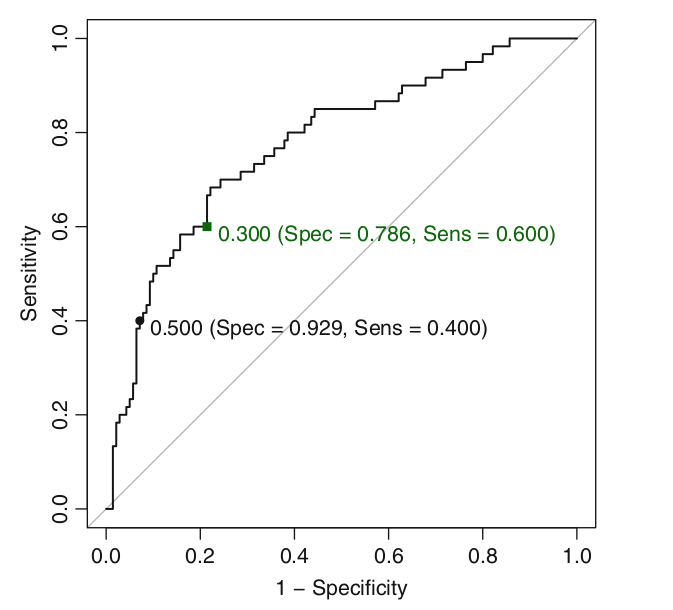 1.0
0.8
0.6
0.4
0.2
0.0
Sensitivity
0.300 (Spec = 0.786, Sens = 0.600)
0.500 (Spec = 0.929, Sens = 0.400)
0.0 0.2 0.4 0.6 0.8 1.0
1 − Specificity